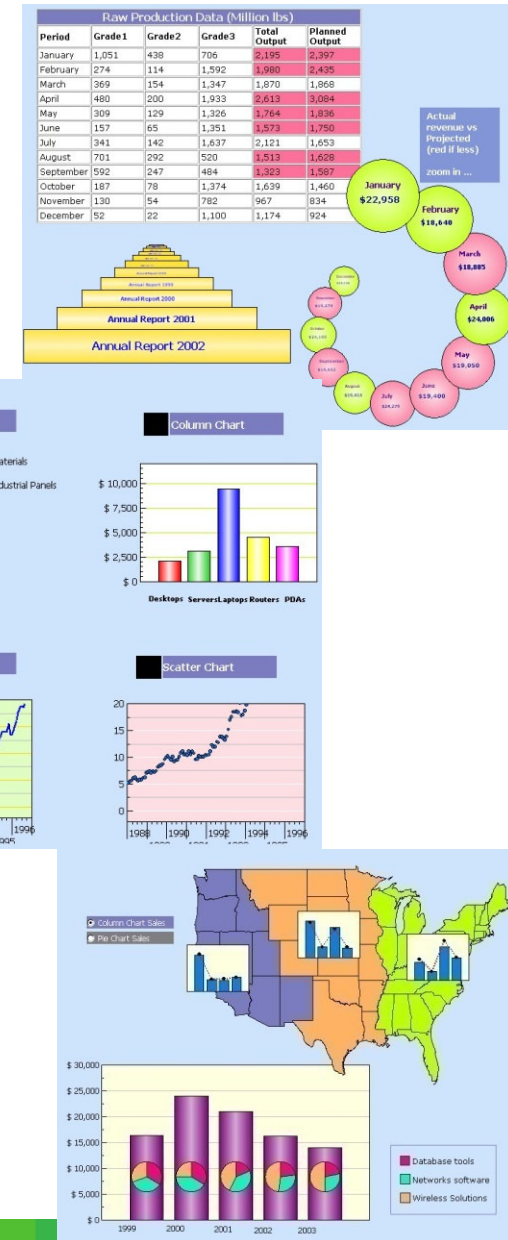 Raw Production Data (Million lbs)
Period Grade1 Grade2 Grade3 Total Output Planned Output
January 1,051 438 706 2,195 2,397
February 274 114 1,592 1,980 2,435
March 369 154 1,347 1,870 1,868
April 480 200 1,933 2,613 3,084
May 309 129 1,326 1,764 1,836
June 157 65 1,351 1,573 1,750
July 341 142 1,637 2,121 1,653
August 701 292 520 1,513 1,628
September 592 247 484 1,323 1,587
October 187 78 1,374 1,639 1,460
November 130 54 782 967 834
December 52 22 1,100 1,174 924
Actual
revenue vs
Projected
(red if less)
zoom in ...
January
$22,958
February
$18,640
March
$18,885
April
$24,006
May
$19,050
June
$19,400
July
$24,279
August
Annual Report 2000
Annual Report 2001
Annual Report 2002
aterials
dustrial Panels
Column Chart
$ 10,000
$ 7,500
$ 5,000
$ 2,500
$ 0
Desktops Servers Laptops Routers PDAs
1996
Scatter Chart
20
15
10
5
0
1988 1990 1992 1994 1996
Column Chart Sales
Pie Chart Sales
$ 30,000
$ 25,000
$ 20,000
$ 15,000
$ 10,000
$ 5,000
$ 0
1999 2000 2001 2002 2003
Database tools
Networks software
Wireless Solutions